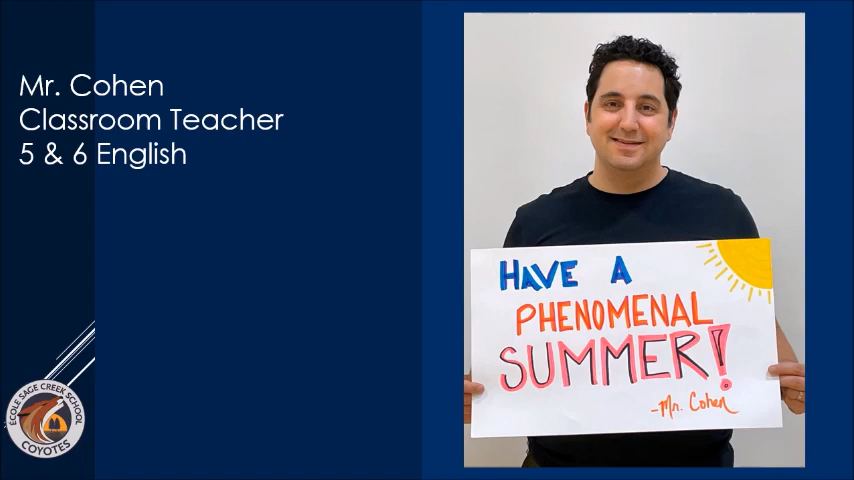 Mr. Cohen
Classroom Teacher
5 & 6 English
HAVE A
PHENOMENAL
SUMMER!
-Mr. Cohen
ÉCOLE SAGE CREEK SCHOOL
COYOTES